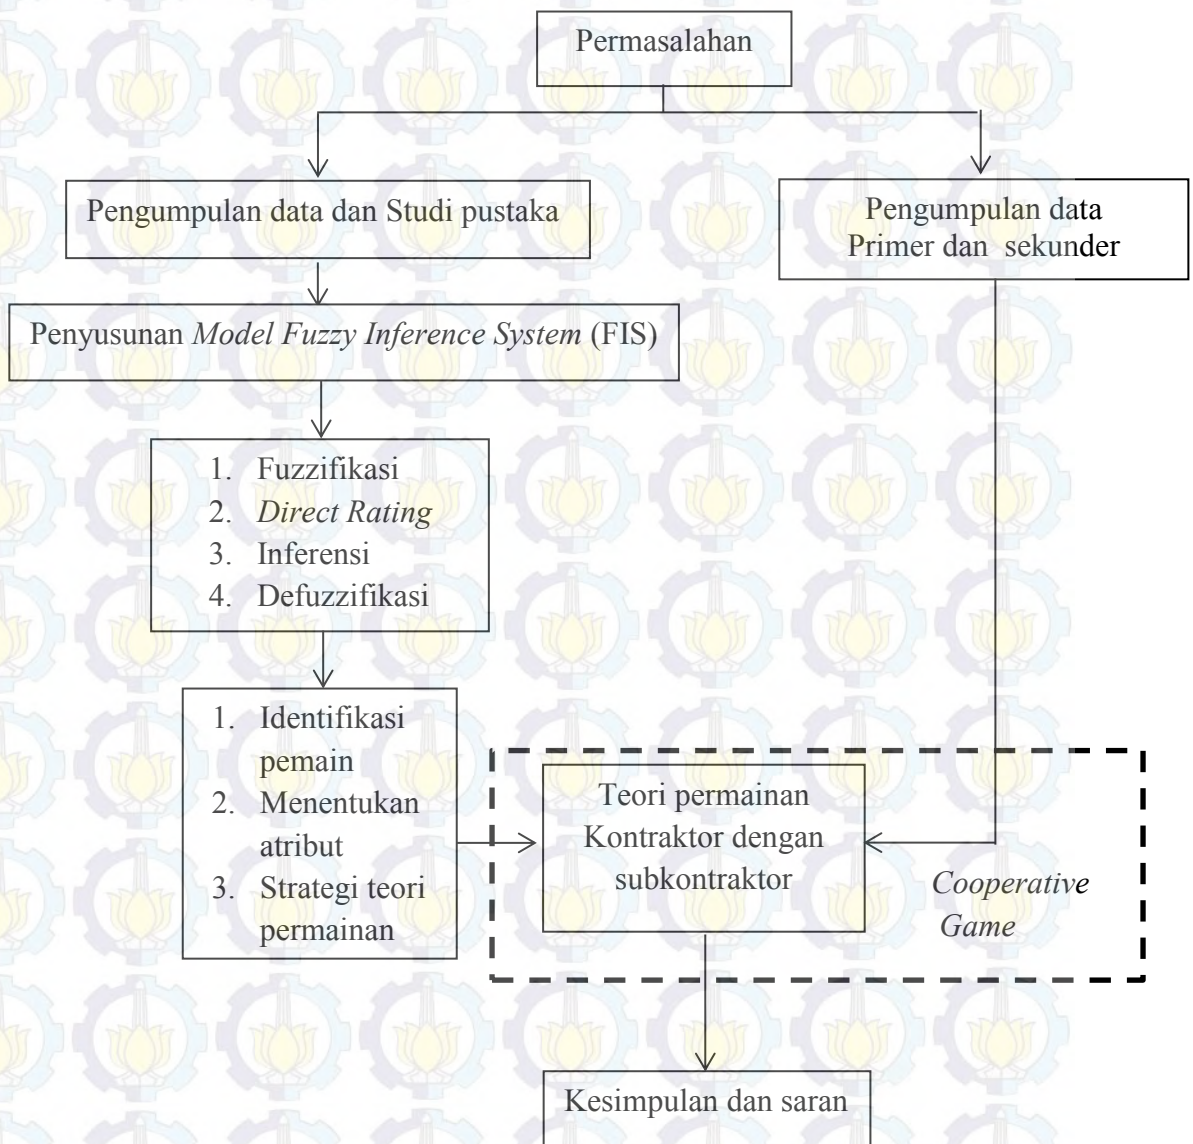 Permasalahan
Pengumpulan data dan Studi pustaka
Pengumpulan data
Primer dan sekunder
Penyusunan Model Fuzzy Inference System (FIS)
1. Fuzzifikasi
2. Direct Rating
3. Inferensi
4. Defuzzifikasi
1. Identifikasi
pemain
2. Menentukan
atribut
3. Strategi teori
permainan
Teori permainan
Kontraktor dengan
subkontraktor
Cooperative
Game
Kesimpulan dan saran